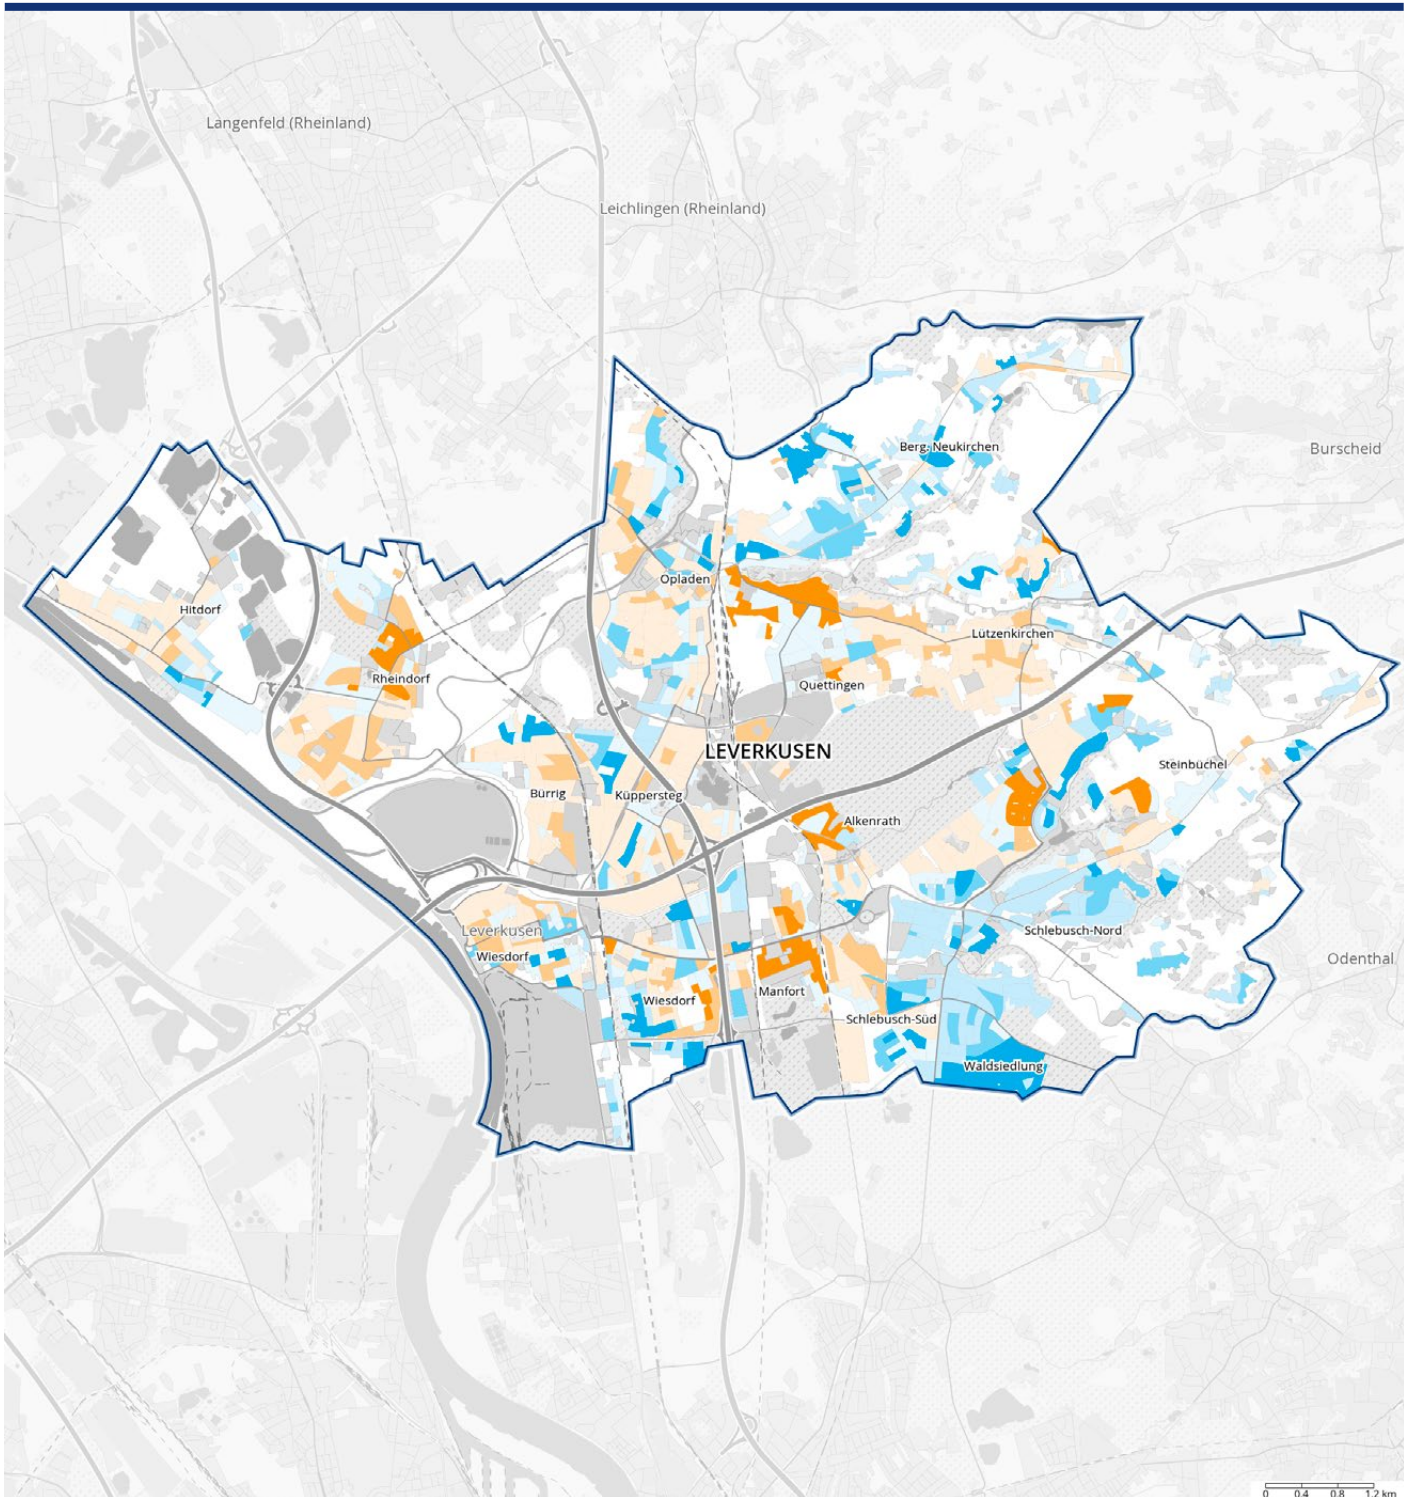 Langenfeld (Rheinland)
Leichlingen (Rheinland)
Burscheid
Berg. Neukirchen
Opladen
Hitdorf
Lützenkirchen
Rheindorf
Quettingen
LEVERKUSEN
Steinbüchel
Bürrig
Küppersteg
Alkenrath
Leverkusen
Schlebusch-Nord
Wiesdorf
Odenthal
Manfort
Wiesdorf
Schlebusch-Süd
Waldsiedlung
0 0.4 0.8 1.2 km